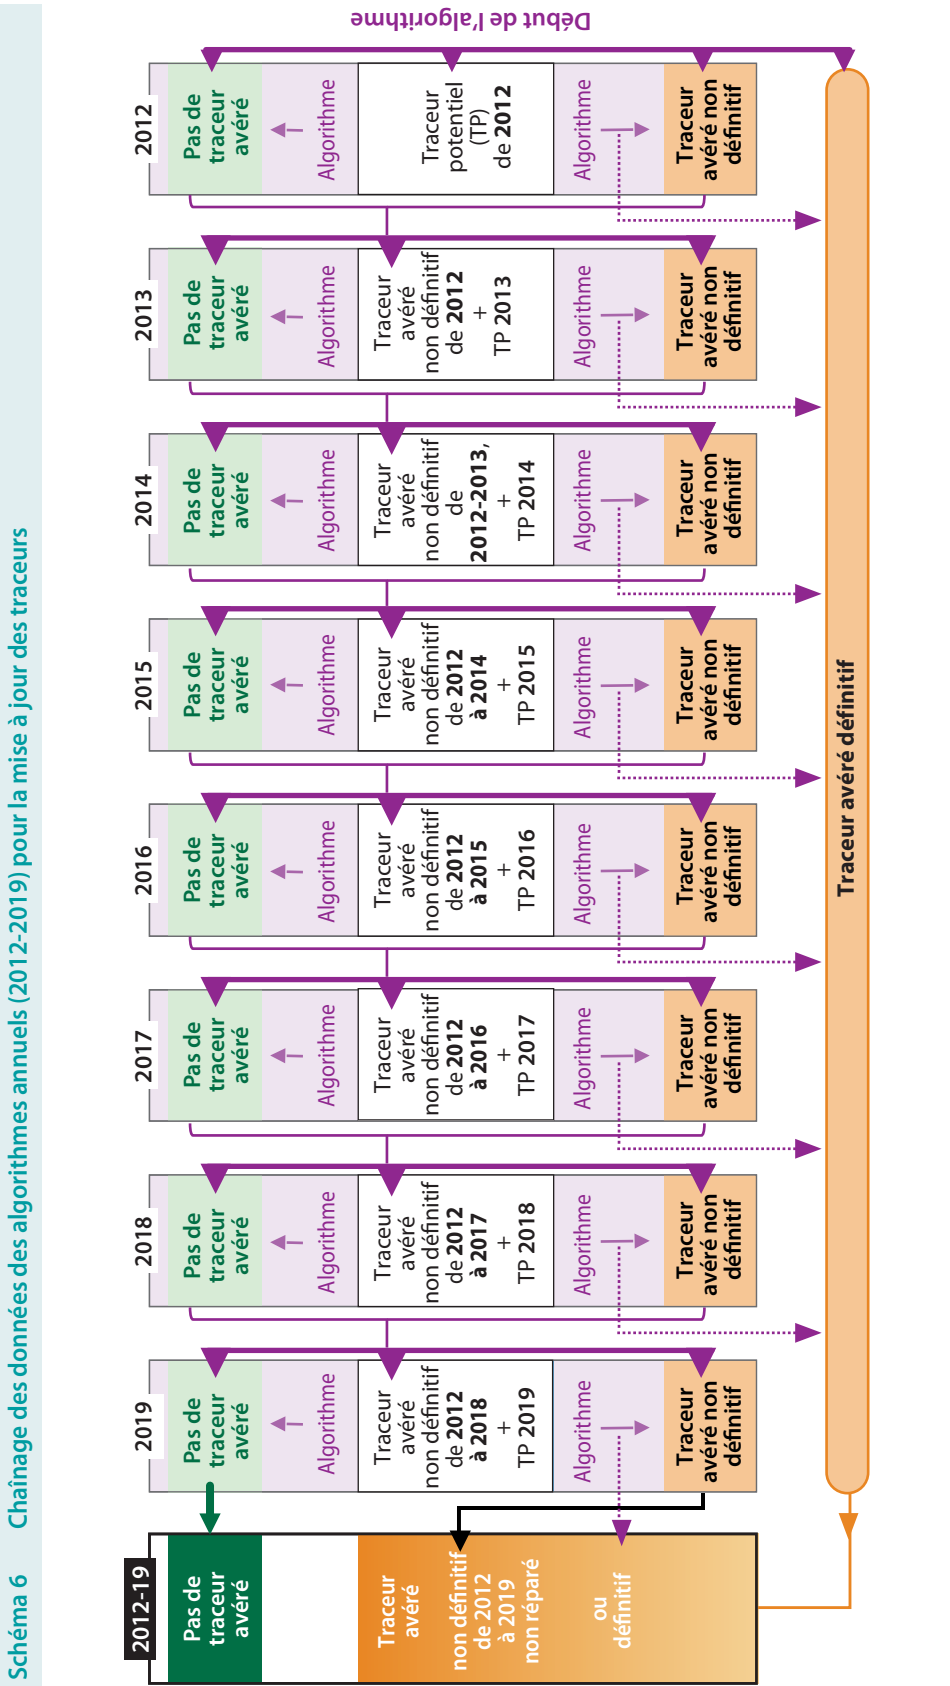 Schéma 6 Chaînage des données des algorithmes annuels (2012-2019) pour la mise à jour des traceurs
Début de l'algorithme
2012
Pas de
traceur
avéré
Algorithme
Traceur
potentiel
(TP)
de 2012
Algorithme
Traceur
avéré non
définitif
2013
Pas de
traceur
avéré
Algorithme
Traceur
avéré
non définitif
de 2012
+
TP 2013
Algorithme
Traceur
avéré non
définitif
2014
Pas de
traceur
avéré
Algorithme
Traceur
avéré
non définitif
de
2012-2013,
+
TP 2014
Algorithme
Traceur
avéré non
définitif
2015
Pas de
traceur
avéré
Algorithme
Traceur
avéré
non définitif
de 2012
à 2014
+
TP 2015
Algorithme
Traceur
avéré non
définitif
2016
Pas de
traceur
avéré
Algorithme
Traceur
avéré
non définitif
de 2012
à 2015
+
TP 2016
Algorithme
Traceur
avéré non
définitif
2017
Pas de
traceur
avéré
Algorithme
Traceur
avéré
non définitif
de 2012
à 2016
+
TP 2017
Algorithme
Traceur
avéré non
définitif
2018
Pas de
traceur
avéré
Algorithme
Traceur
avéré
non définitif
de 2012
à 2017
+
TP 2018
Algorithme
Traceur
avéré non
définitif
2019
Pas de
traceur
avéré
Algorithme
Traceur
avéré
non définitif
de 2012
à 2018
+
TP 2019
Algorithme
Traceur
avéré non
définitif
2012-19
Pas de
traceur
avéré
Traceur
avéré
non définitif
de 2012
à 2019
non réparé
ou
définitif
Traceur avéré définitif